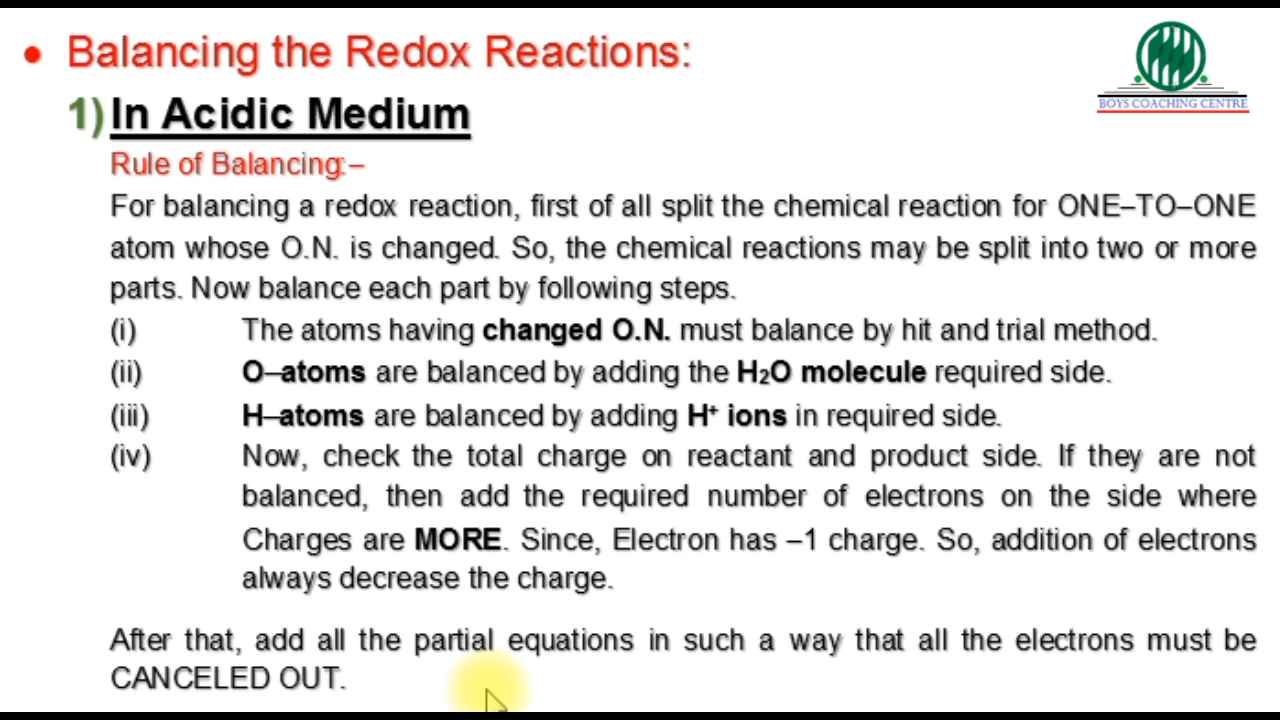 • Balancing the Redox Reactions:
BOYS COACHING CENTRE
1) In Acidic Medium
Rule of Balancing:–
For balancing a redox reaction, first of all split the chemical reaction for ONE–TO–ONE
atom whose O.N. is changed. So, the chemical reactions may be split into two or more
parts. Now balance each part by following steps.
(i) The atoms having changed O.N. must balance by hit and trial method.
(ii) O–atoms are balanced by adding the H₂O molecule required side.
(iii) H–atoms are balanced by adding H⁺ ions in required side.
(iv) Now, check the total charge on reactant and product side. If they are not
balanced, then add the required number of electrons on the side where
Charges are MORE. Since, Electron has –1 charge. So, addition of electrons
always decrease the charge.
After that, add all the partial equations in such a way that all the electrons must be
CANCELED OUT.